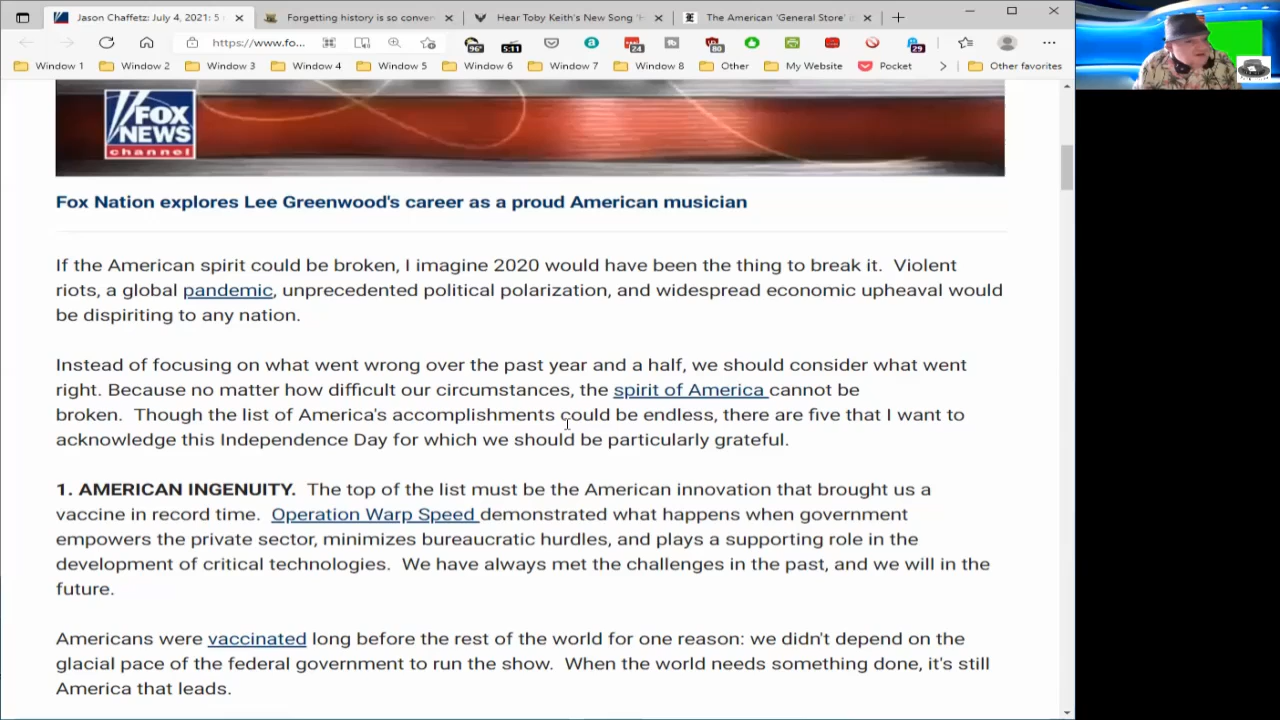 Jason Chaffetz: July 4, 2021: 5
Forgetting history is so conver
Hear Toby Keith's New Song 'H
The American 'General Store'
https://www.fo...
96°
5:11
24
80
29
Window 1
Window 2
Window 3
Window 4
Window 5
Window 6
Window 7
Window 8
Other
My Website
Pocket
Other favorites
FOX
NEWS
channel
Fox Nation explores Lee Greenwood's career as a proud American musician
If the American spirit could be broken, I imagine 2020 would have been the thing to break it. Violent
riots, a global pandemic, unprecedented political polarization, and widespread economic upheaval would
be dispiriting to any nation.
Instead of focusing on what went wrong over the past year and a half, we should consider what went
right. Because no matter how difficult our circumstances, the spirit of America cannot be
broken. Though the list of America's accomplishments could be endless, there are five that I want to
acknowledge this Independence Day for which we should be particularly grateful.
1. AMERICAN INGENUITY. The top of the list must be the American innovation that brought us a
vaccine in record time. Operation Warp Speed demonstrated what happens when government
empowers the private sector, minimizes bureaucratic hurdles, and plays a supporting role in the
development of critical technologies. We have always met the challenges in the past, and we will in the
future.
Americans were vaccinated long before the rest of the world for one reason: we didn't depend on the
glacial pace of the federal government to run the show. When the world needs something done, it's still
America that leads.